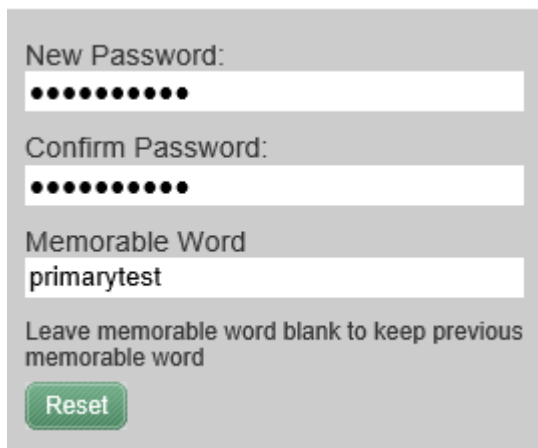 New Password:
●●●●●●●●●●
Confirm Password:
●●●●●●●●●●
Memorable Word
primarytest
Leave memorable word blank to keep previous
memorable word
Reset